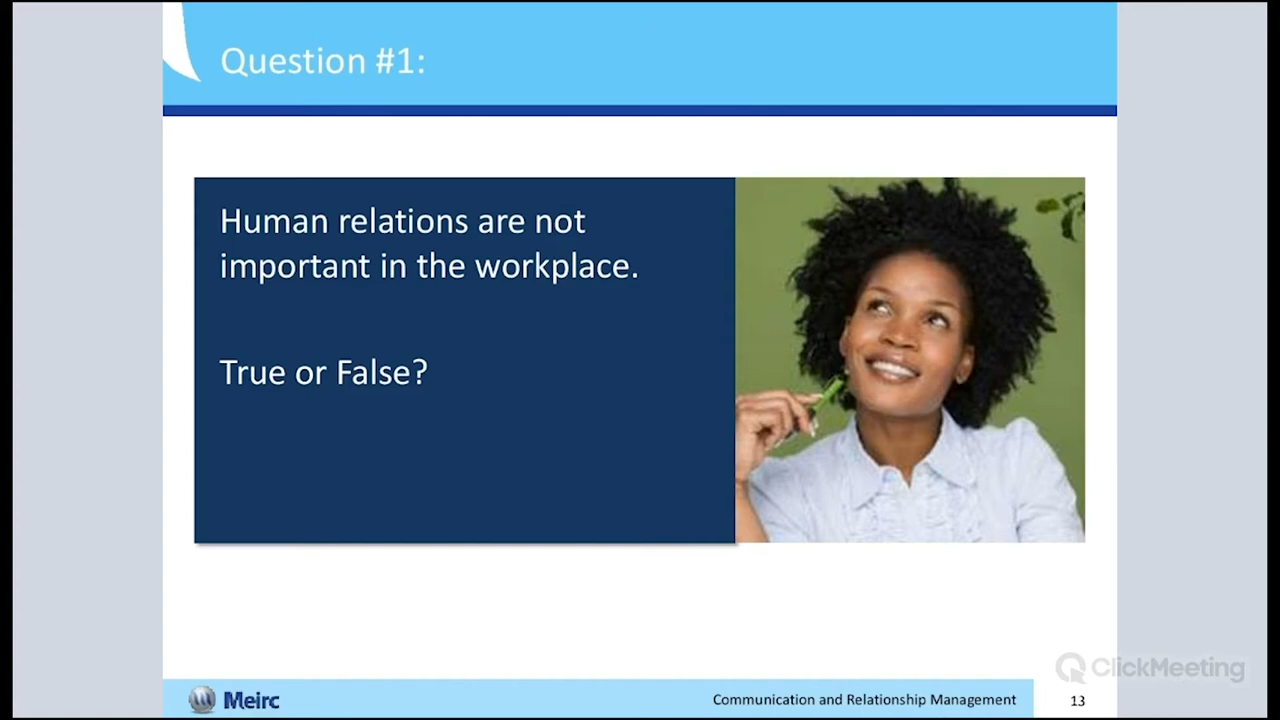 Question #1:
Human relations are not
important in the workplace.
True or False?
ClickMeeting
Meirc
Communication and Relationship Management
13